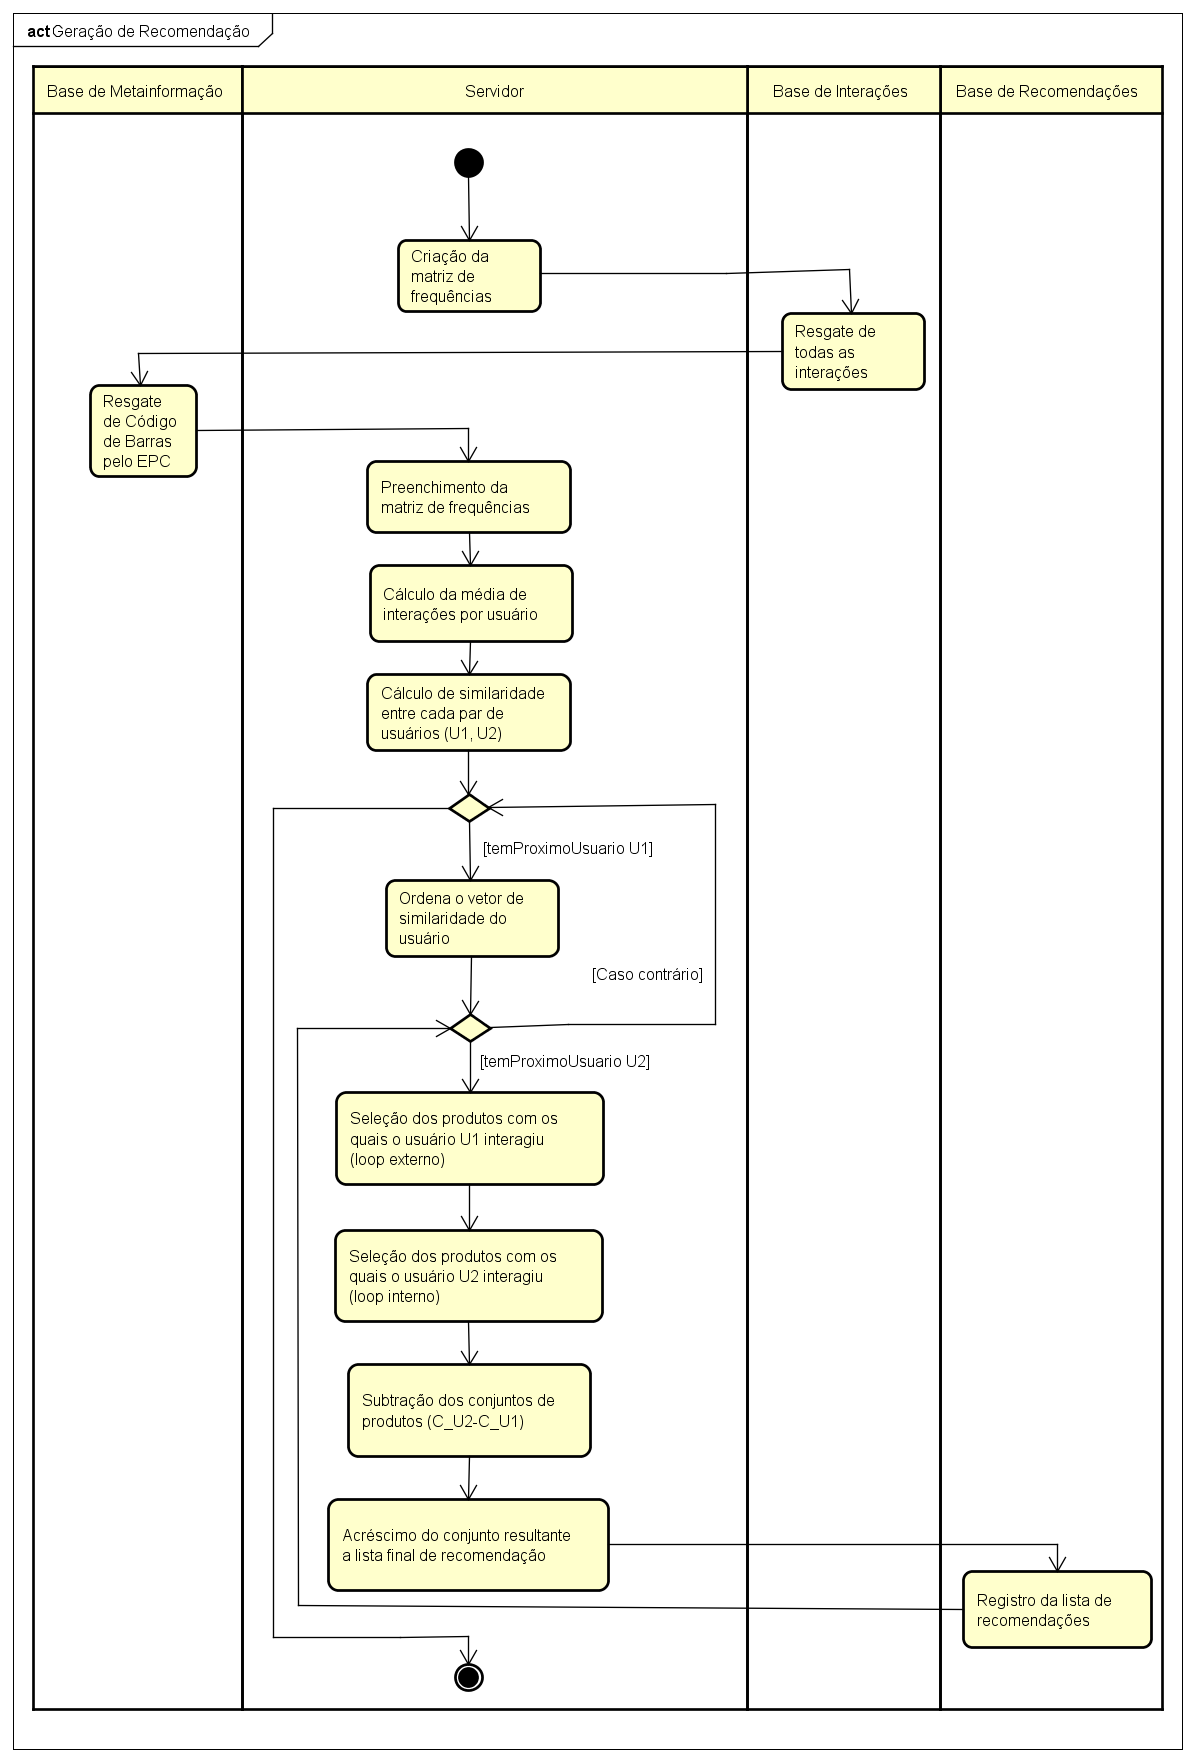 act Geração de Recomendação
Base de Metainformação
Servidor
Base de Interações
Base de Recomendações
Criação da
matriz de
frequências
Resgate de
todas as
interações
Resgate
de Código
de Barras
pelo EPC
Preenchimento da
matriz de frequências
Cálculo da média de
interações por usuário
Cálculo de similaridade
entre cada par de
usuários (U1, U2)
[temProximoUsuario U1]
Ordena o vetor de
similaridade do
usuário
[Caso contrário]
[temProximoUsuario U2]
Seleção dos produtos com os
quais o usuário U1 interagiu
(loop externo)
Seleção dos produtos com os
quais o usuário U2 interagiu
(loop interno)
Subtração dos conjuntos de
produtos (C_U2-C_U1)
Acréscimo do conjunto resultante
a lista final de recomendação
Registro da lista de
recomendações